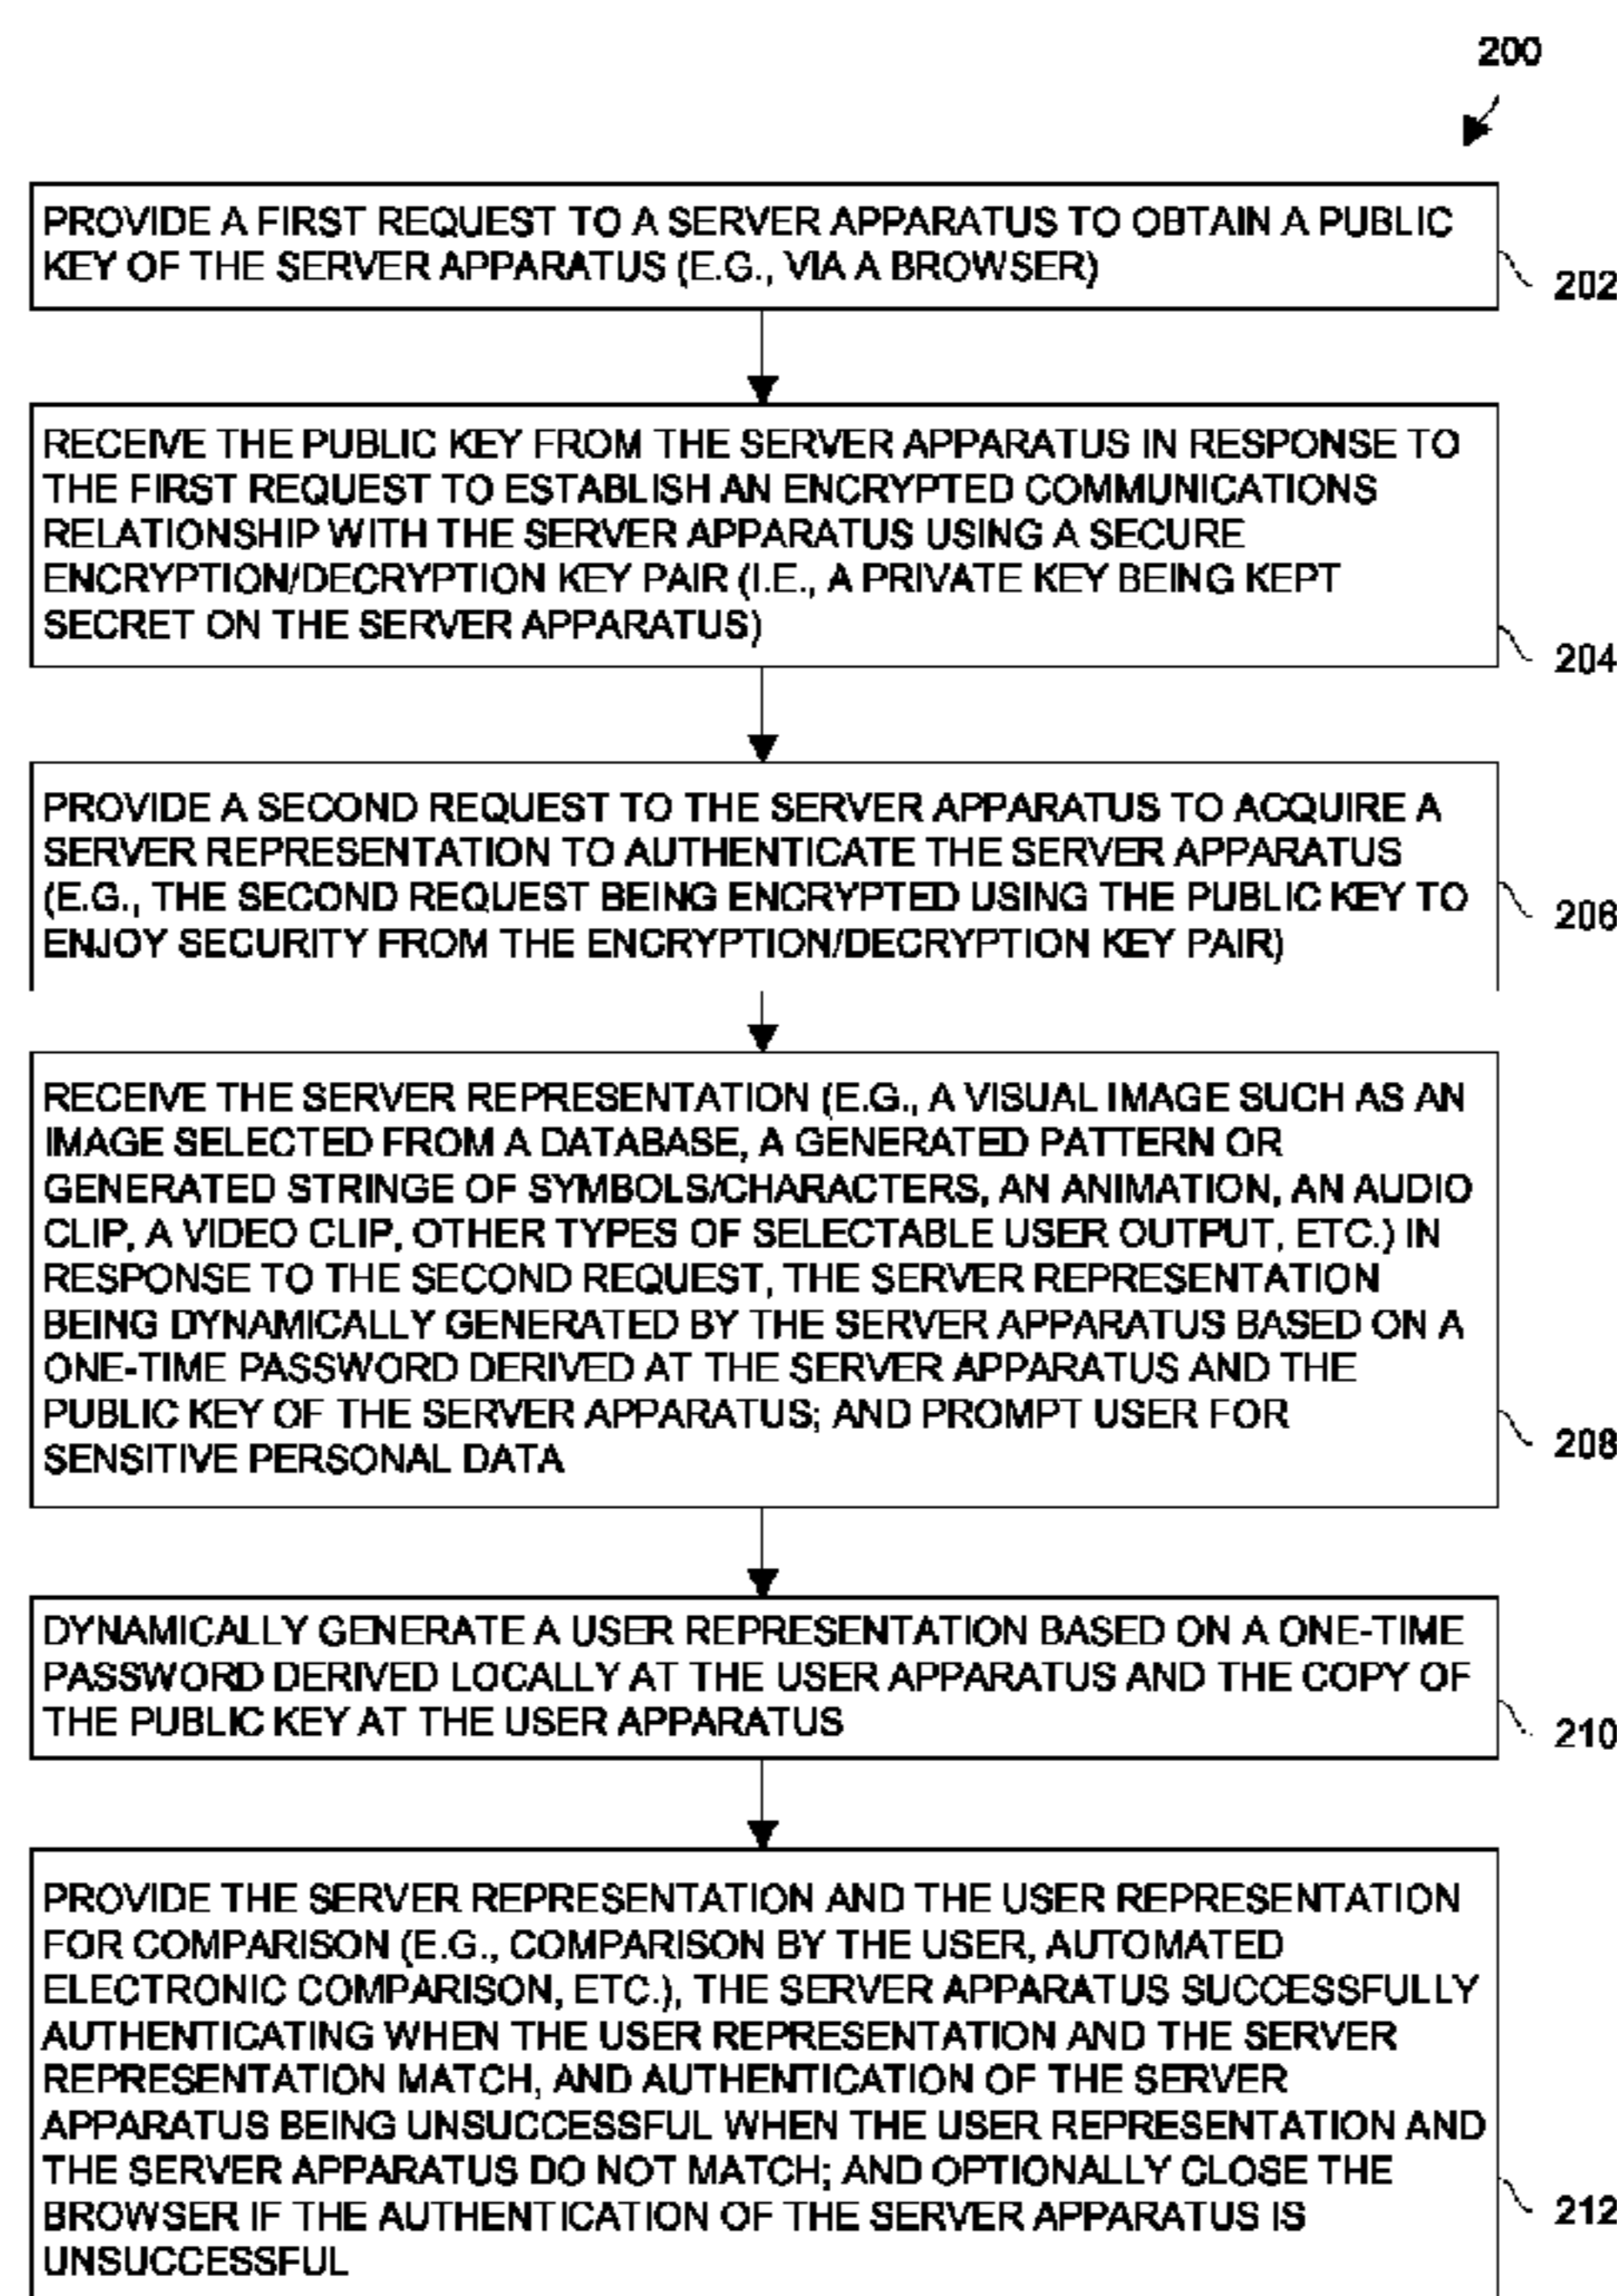 200
PROVIDE A FIRST REQUEST TO A SERVER APPARATUS TO OBTAIN A PUBLIC
KEY OF THE SERVER APPARATUS (E.G., VIA A BROWSER)
202
RECEIVE THE PUBLIC KEY FROM THE SERVER APPARATUS IN RESPONSE TO
THE FIRST REQUEST TO ESTABLISH AN ENCRYPTED COMMUNICATIONS
RELATIONSHIP WITH THE SERVER APPARATUS USING A SECURE
ENCRYPTION/DECRYPTION KEY PAIR (I.E., A PRIVATE KEY BEING KEPT
SECRET ON THE SERVER APPARATUS)
204
PROVIDE A SECOND REQUEST TO THE SERVER APPARATUS TO ACQUIRE A
SERVER REPRESENTATION TO AUTHENTICATE THE SERVER APPARATUS
(E.G., THE SECOND REQUEST BEING ENCRYPTED USING THE PUBLIC KEY TO
ENJOY SECURITY FROM THE ENCRYPTION/DECRYPTION KEY PAIR)
206
RECEIVE THE SERVER REPRESENTATION (E.G., A VISUAL IMAGE SUCH AS AN
IMAGE SELECTED FROM A DATABASE, A GENERATED PATTERN OR
GENERATED STRINGE OF SYMBOLS/CHARACTERS, AN ANIMATION, AN AUDIO
CLIP, A VIDEO CLIP, OTHER TYPES OF SELECTABLE USER OUTPUT, ETC.) IN
RESPONSE TO THE SECOND REQUEST, THE SERVER REPRESENTATION
BEING DYNAMICALLY GENERATED BY THE SERVER APPARATUS BASED ON A
ONE-TIME PASSWORD DERIVED AT THE SERVER APPARATUS AND THE
PUBLIC KEY OF THE SERVER APPARATUS; AND PROMPT USER FOR
SENSITIVE PERSONAL DATA
208
DYNAMICALLY GENERATE A USER REPRESENTATION BASED ON A ONE-TIME
PASSWORD DERIVED LOCALLY AT THE USER APPARATUS AND THE COPY OF
THE PUBLIC KEY AT THE USER APPARATUS
210
PROVIDE THE SERVER REPRESENTATION AND THE USER REPRESENTATION
FOR COMPARISON (E.G., COMPARISON BY THE USER, AUTOMATED
ELECTRONIC COMPARISON, ETC.), THE SERVER APPARATUS SUCCESSFULLY
AUTHENTICATING WHEN THE USER REPRESENTATION AND THE SERVER
REPRESENTATION MATCH, AND AUTHENTICATION OF THE SERVER
APPARATUS BEING UNSUCCESSFUL WHEN THE USER REPRESENTATION AND
THE SERVER APPARATUS DO NOT MATCH; AND OPTIONALLY CLOSE THE
BROWSER IF THE AUTHENTICATION OF THE SERVER APPARATUS IS
UNSUCCESSFUL
212